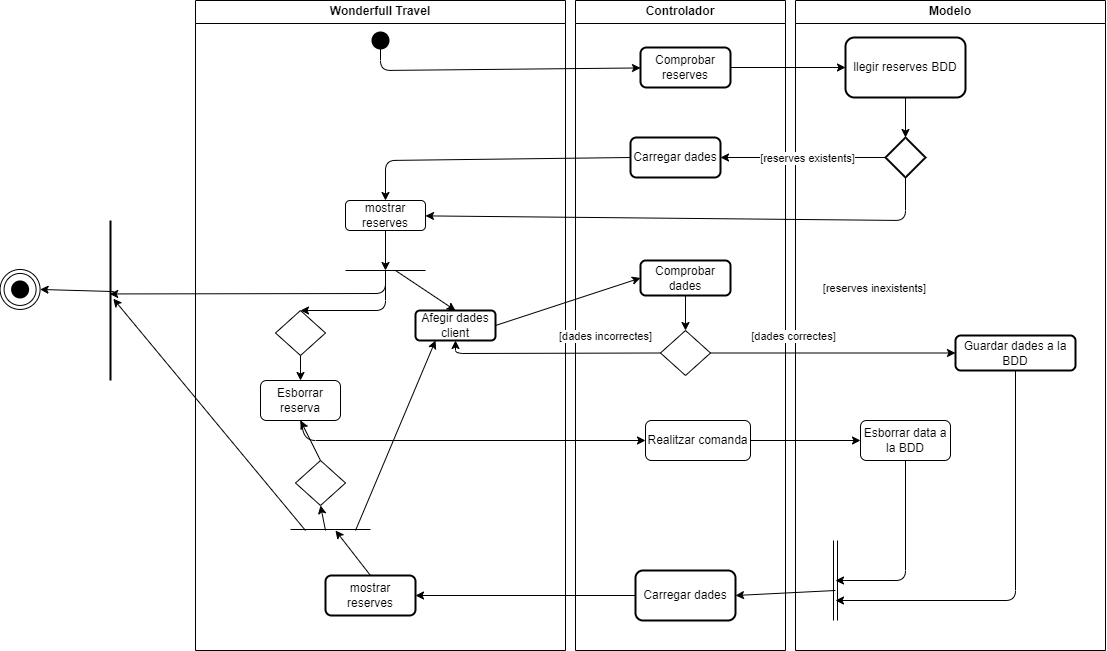 Wonderfull Travel
Controlador
Modelo
Comprobar
reserves
llegir reserves BDD
Carregar dades
[reserves existents]
mostrar
reserves
Comprobar
dades
[reserves inexistents]
Afegir dades
client
[dades incorrectes]
[dades correctes]
Guardar dades a la
BDD
Esborrar
reserva
Realitzar comanda
Esborrar data a
la BDD
mostrar
reserves
Carregar dades